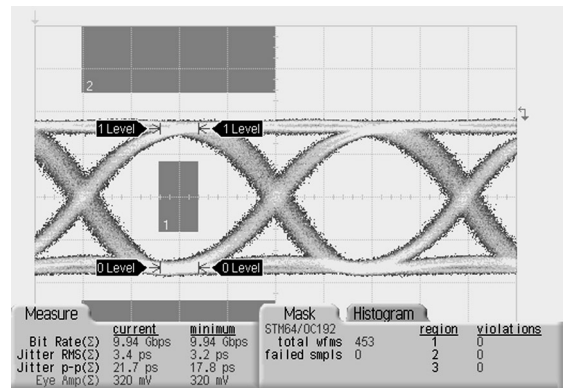 2
1 Level 1 Level
1
0 Level 0 Level
Measure
current minimum
Bit Rate(Σ) 9.94 Gbps 9.94 Gbps
Jitter RMS(Σ) 3.4 ps 3.2 ps
Jitter p-p(Σ) 21.7 ps 17.8 ps
Eye Amp(Σ) 320 mV 320 mV
Mask Histogram
STM64/OC192 region violations
total wfms 453 1 0
failed smpls 0 2 0
3 0